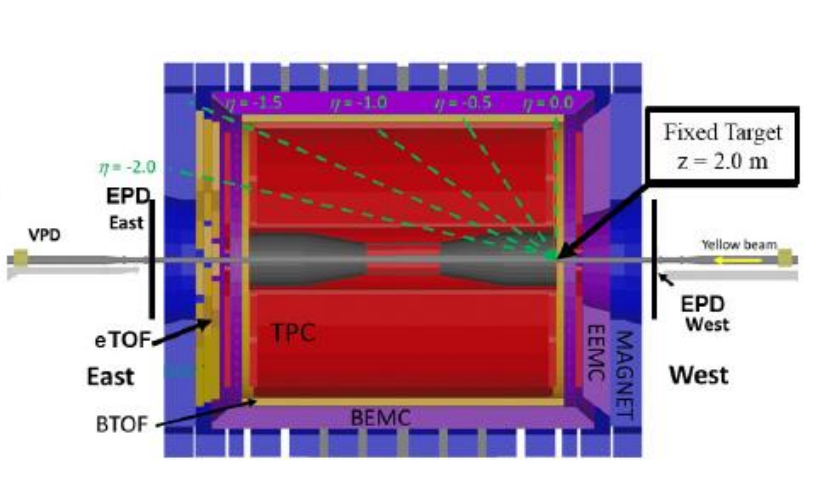 η = -1.5
η = -1.0
η = -0.5
η = 0.0
Fixed Target
z = 2.0 m
η = -2.0
EPD
East
VPD
Yellow beam
EPD
West
eTOF
TPC
East
West
EEMC
MAGNET
BTOF
BEMC